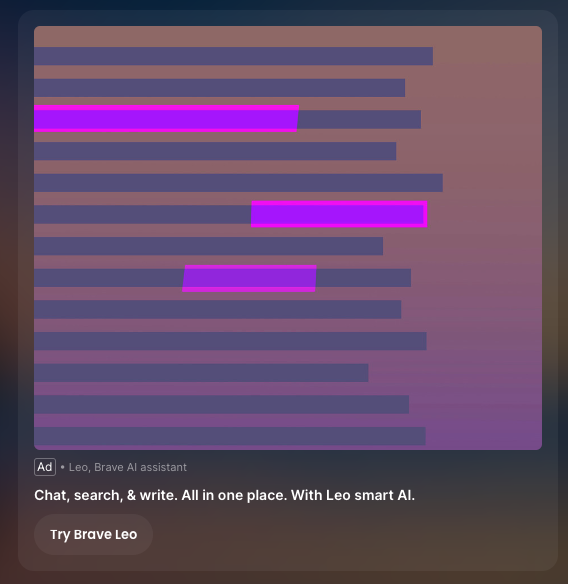 Ad • Leo, Brave AI assistant
Chat, search, & write. All in one place. With Leo smart AI.
Try Brave Leo